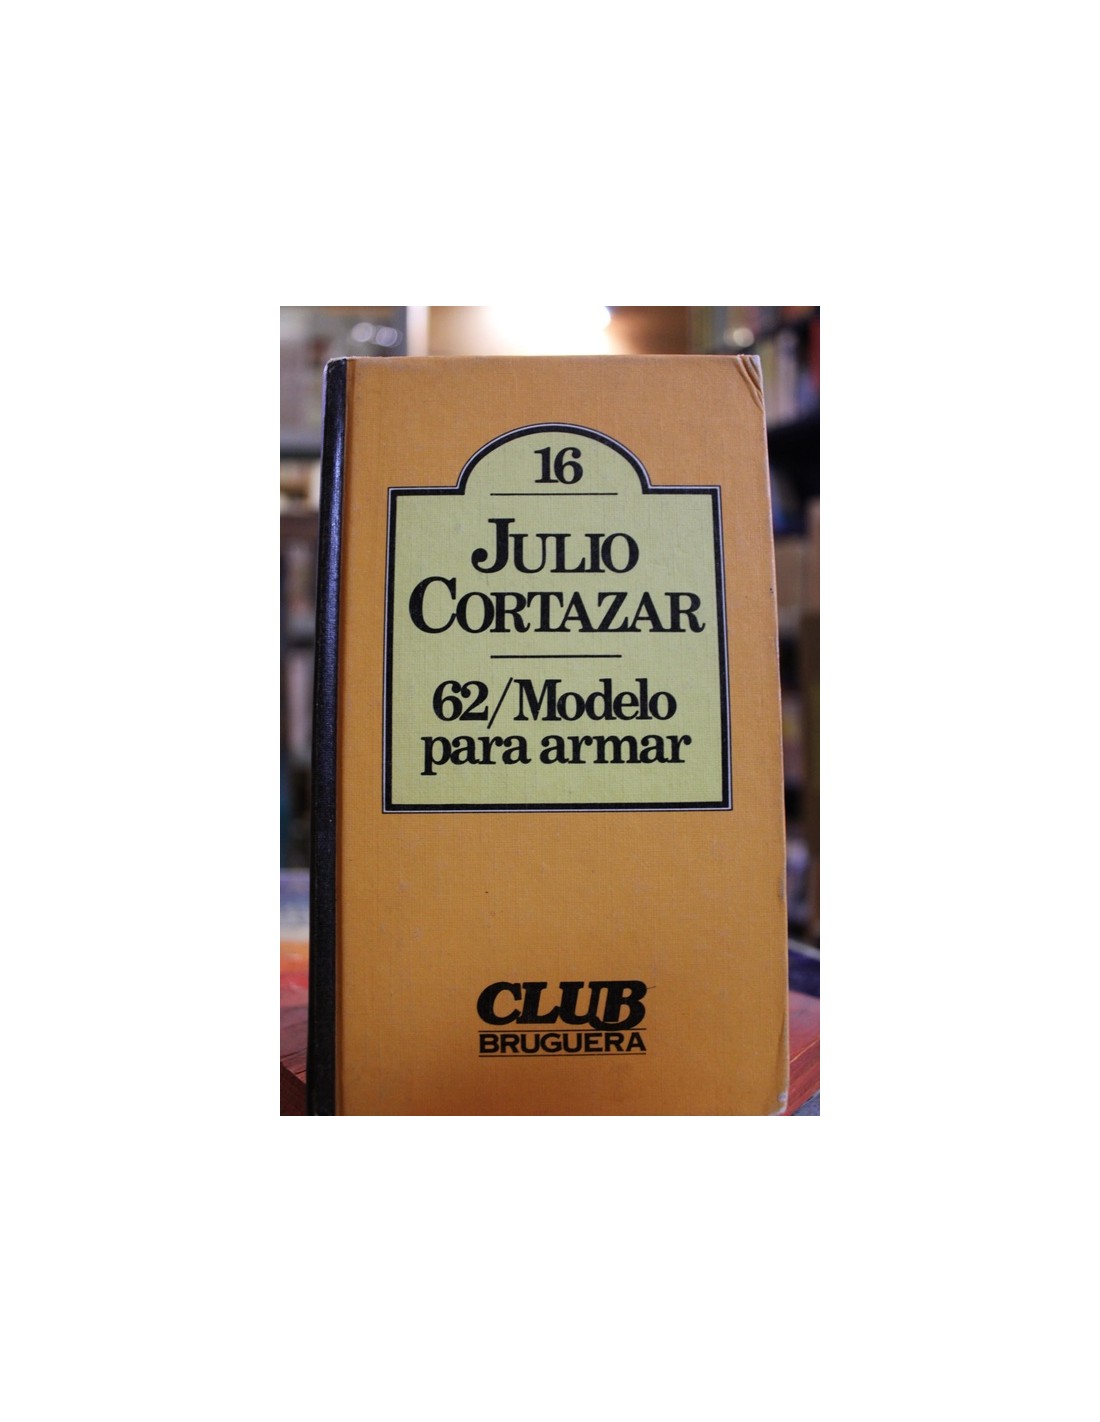 16
JULIO
CORTAZAR
62/Modelo
para armar
CLUB
BRUGUERA